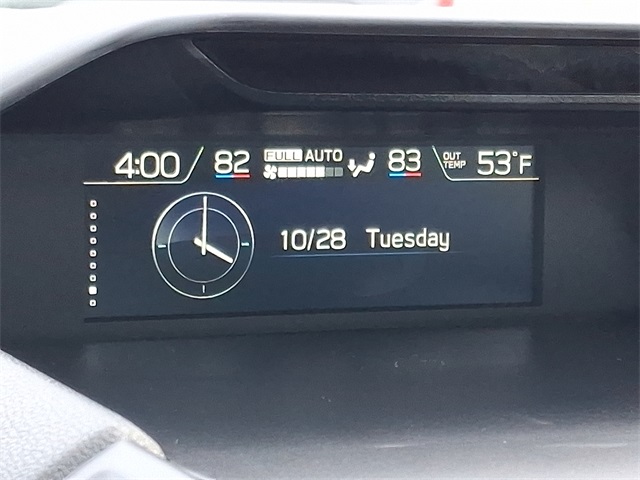 4:00 82 FULL AUTO 83 OUT TEMP 53°F
10/28 Tuesday